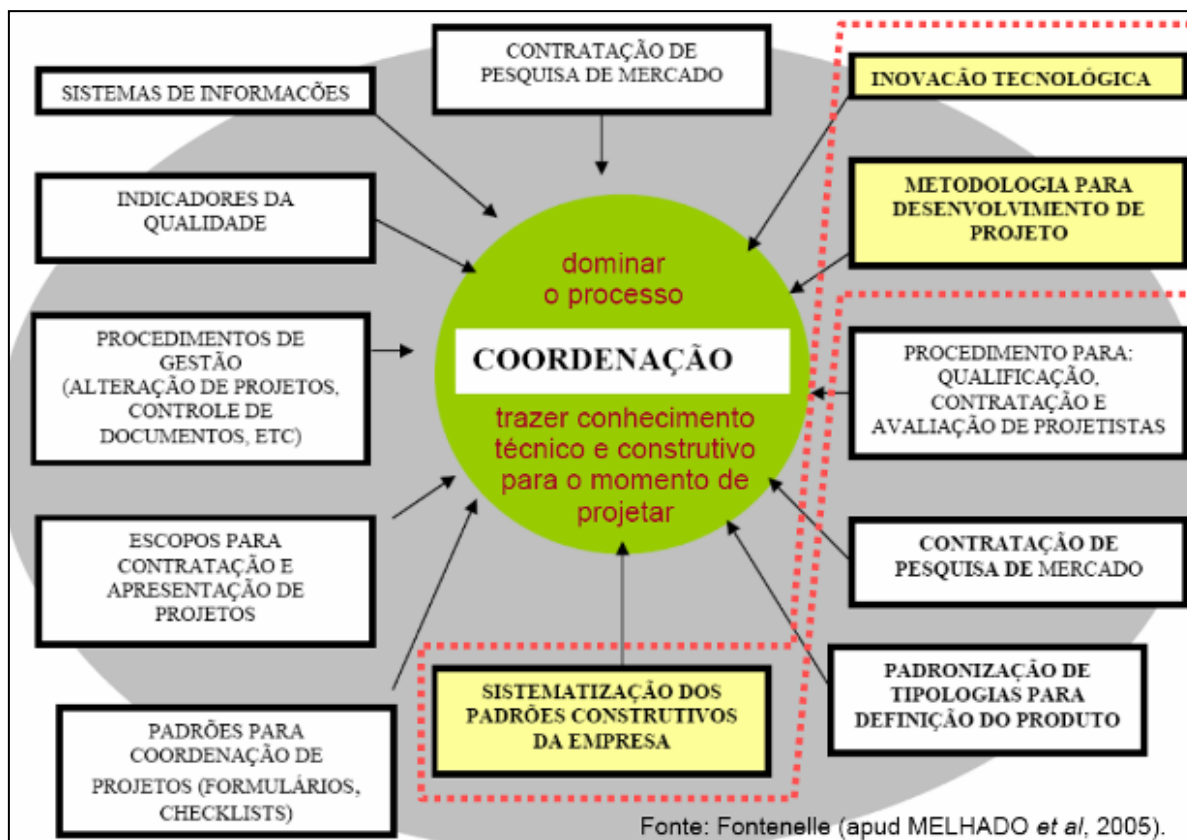 CONTRATAÇÃO DE
PESQUISA DE MERCADO
INOVACÃO TECNOLÓGICA
SISTEMAS DE INFORMAÇÕES
METODOLOGIA PARA
DESENVOLVIMENTO DE
PROJETO
INDICADORES DA
QUALIDADE
dominar
o processo
COORDENAÇÃO
trazer conhecimento
técnico e construtivo
para o momento de
projetar
PROCEDIMENTOS DE
GESTÃO
(ALTERAÇÃO DE PROJETOS,
CONTROLE DE
DOCUMENTOS, ETC)
PROCEDIMENTO PARA:
QUALIFICAÇÃO,
CONTRATAÇÃO E
AVALIAÇÃO DE PROJETISTAS
ESCOPOS PARA
CONTRATAÇÃO E
APRESENTAÇÃO DE
PROJETOS
CONTRATAÇÃO DE
PESQUISA DE MERCADO
PADRÕES PARA
COORDENAÇÃO DE
PROJETOS (FORMULÁRIOS,
CHECKLISTS)
SISTEMATIZAÇÃO DOS
PADRÕES CONSTRUTIVOS
DA EMPRESA
PADRONIZAÇÃO DE
TIPOLOGIAS PARA
DEFINIÇÃO DO PRODUTO
Fonte: Fontenelle (apud MELHADO et al, 2005).